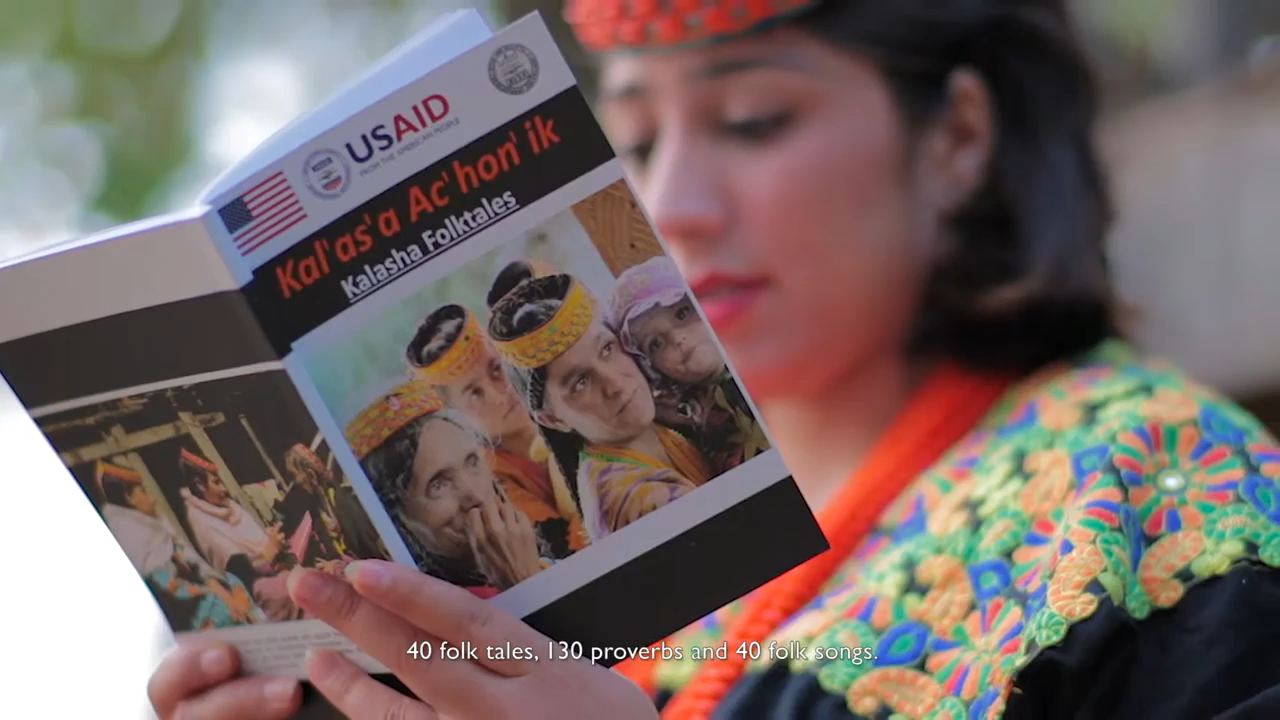 USAID
FROM THE AMERICAN PEOPLE
Kal'as'a Ac'hon'ik
Kalasha Folktales
40 folk tales, 130 proverbs and 40 folk songs.